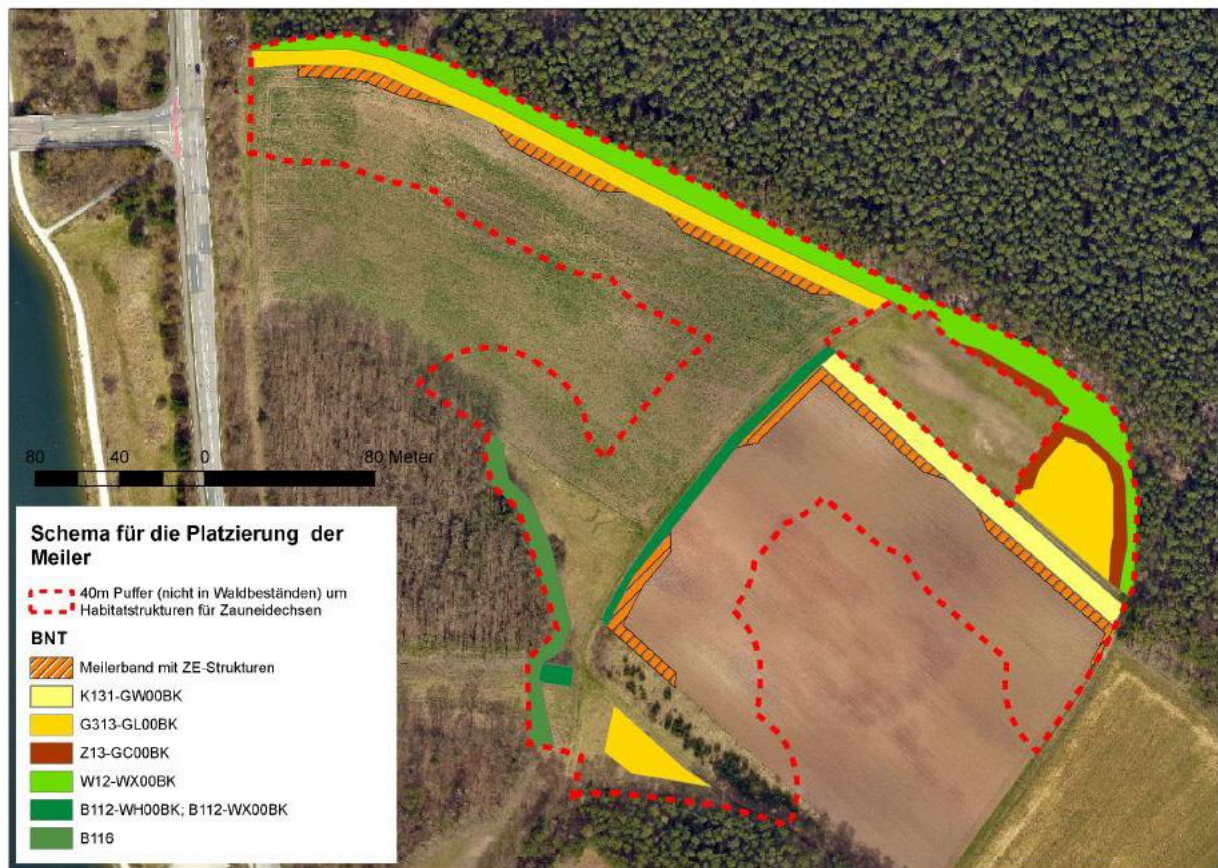 80 40 0 80 Meter
Schema für die Platzierung der
Meiler
40m Puffer (nicht in Waldbeständen) um
Habitatstrukturen für Zauneidechsen
BNT
Meilerband mit ZE-Strukturen
K131-GW00BK
G313-GL00BK
Z13-GC00BK
W12-WX00BK
B112-WH00BK; B112-WX00BK
B116